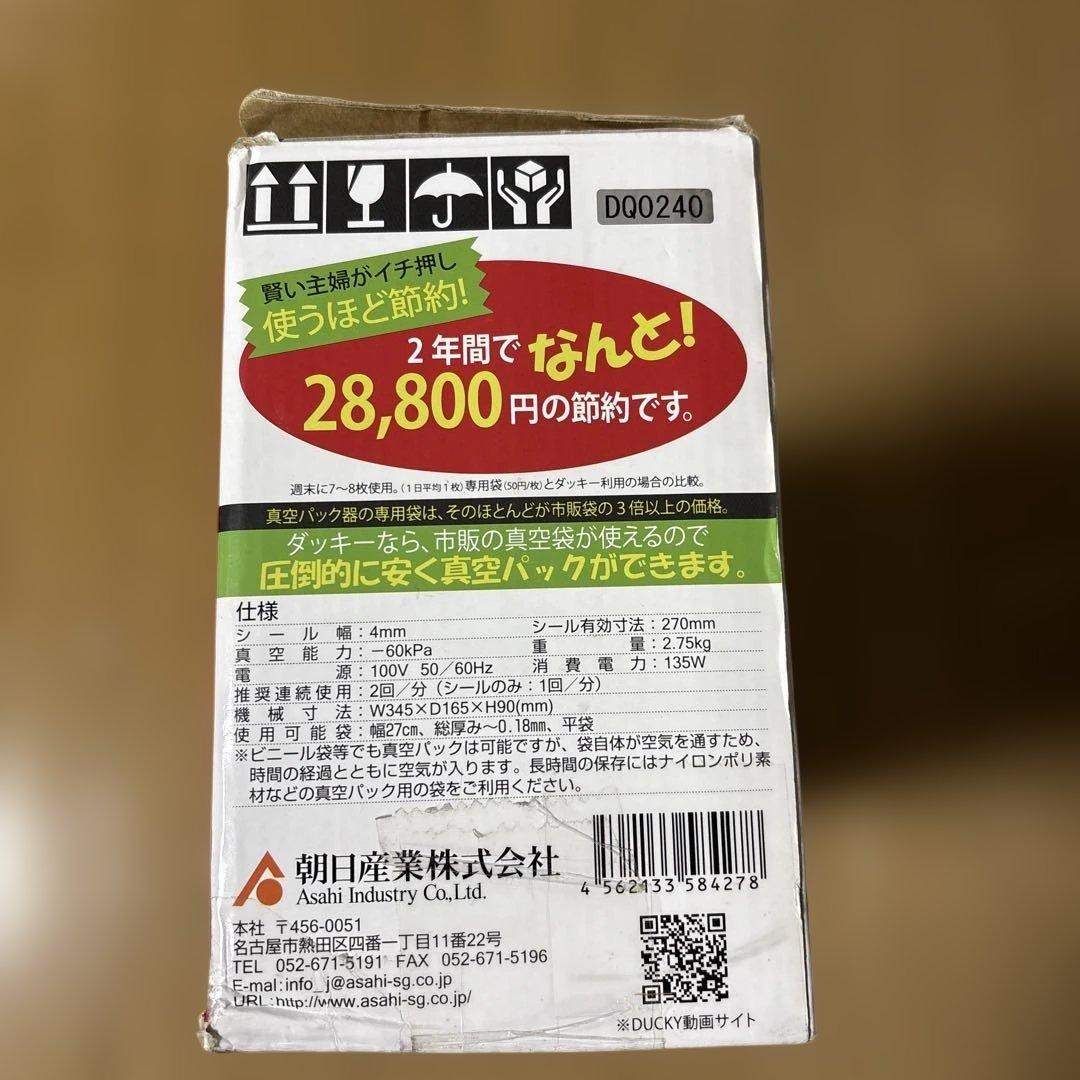 DQ0240
賢い主婦がイチ押し
使うほど節約!
2年間で なんと!
28,800円の節約です。
週末に7〜8枚使用。(1日平均1枚)専用袋(50円/枚)とダッキー利用の場合の比較。
真空パック器の専用袋は、そのほとんどが市販袋の3倍以上の価格。
ダッキーなら、市販の真空袋が使えるので
圧倒的に安く真空パックができます。
仕様
シール幅:4mm シール有効寸法:270mm
真空能力:−60kPa 重量:2.75kg
電源:100V 50/60Hz 消費電力:135W
推奨連続使用:2回/分(シールのみ:1回/分)
機械寸法:W345×D165×H90(mm)
使用可能袋:幅27cm、総厚み〜0.18mm、平袋
※ビニール袋等でも真空パックは可能ですが、袋自体が空気を通すため、
時間の経過とともに空気が入ります。長時間の保存にはナイロンポリ素
材などの真空パック用の袋をご利用ください。
朝日産業株式会社
Asahi Industry Co.,Ltd.
4 562133 584278
本社 〒456-0051
名古屋市熱田区四番一丁目11番22号
TEL 052-671-5191 FAX 052-671-5196
E-mal:info_j@asahi-sg.co.jp
URL:http://www.asahi-sg.co.jp/
※DUCKY動画サイト